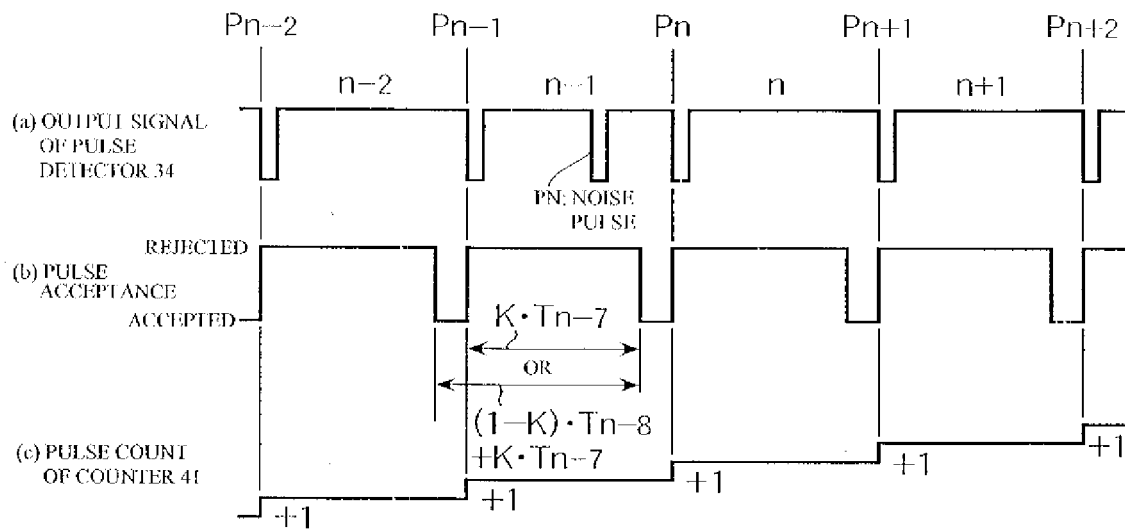 Pn-2 Pn-1 Pn Pn+1 Pn+2
n-2 n-1 n n+1
(a) OUTPUT SIGNAL
OF PULSE
DETECTOR 34
PN: NOISE
PULSE
REJECTED
(b) PULSE
ACCEPTANCE
ACCEPTED
K·Tn-7
OR
(1-K)·Tn-8
+K·Tn-7
(c) PULSE COUNT
OF COUNTER 41
+1 +1 +1 +1 +1